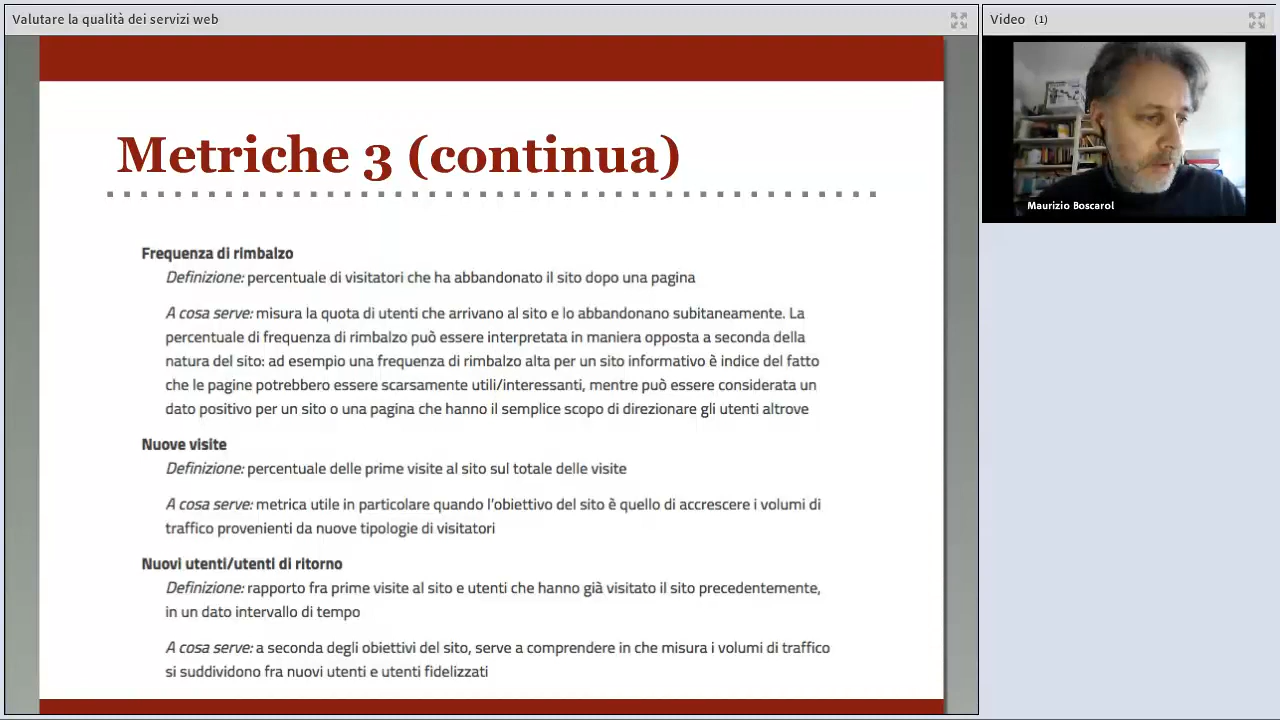 Valutare la qualità dei servizi web
Video (1)
Maurizio Boscarol
Metriche 3 (continua)
Frequenza di rimbalzo
Definizione: percentuale di visitatori che ha abbandonato il sito dopo una pagina
A cosa serve: misura la quota di utenti che arrivano al sito e lo abbandonano subitaneamente. La
percentuale di frequenza di rimbalzo può essere interpretata in maniera opposta a seconda della
natura del sito: ad esempio una frequenza di rimbalzo alta per un sito informativo è indice del fatto
che le pagine potrebbero essere scarsamente utili/interessanti, mentre può essere considerata un
dato positivo per un sito o una pagina che hanno il semplice scopo di direzionare gli utenti altrove
Nuove visite
Definizione: percentuale delle prime visite al sito sul totale delle visite
A cosa serve: metrica utile in particolare quando l'obiettivo del sito è quello di accrescere i volumi di
traffico provenienti da nuove tipologie di visitatori
Nuovi utenti/utenti di ritorno
Definizione: rapporto fra prime visite al sito e utenti che hanno già visitato il sito precedentemente,
in un dato intervallo di tempo
A cosa serve: a seconda degli obiettivi del sito, serve a comprendere in che misura i volumi di traffico
si suddividono fra nuovi utenti e utenti fidelizzati